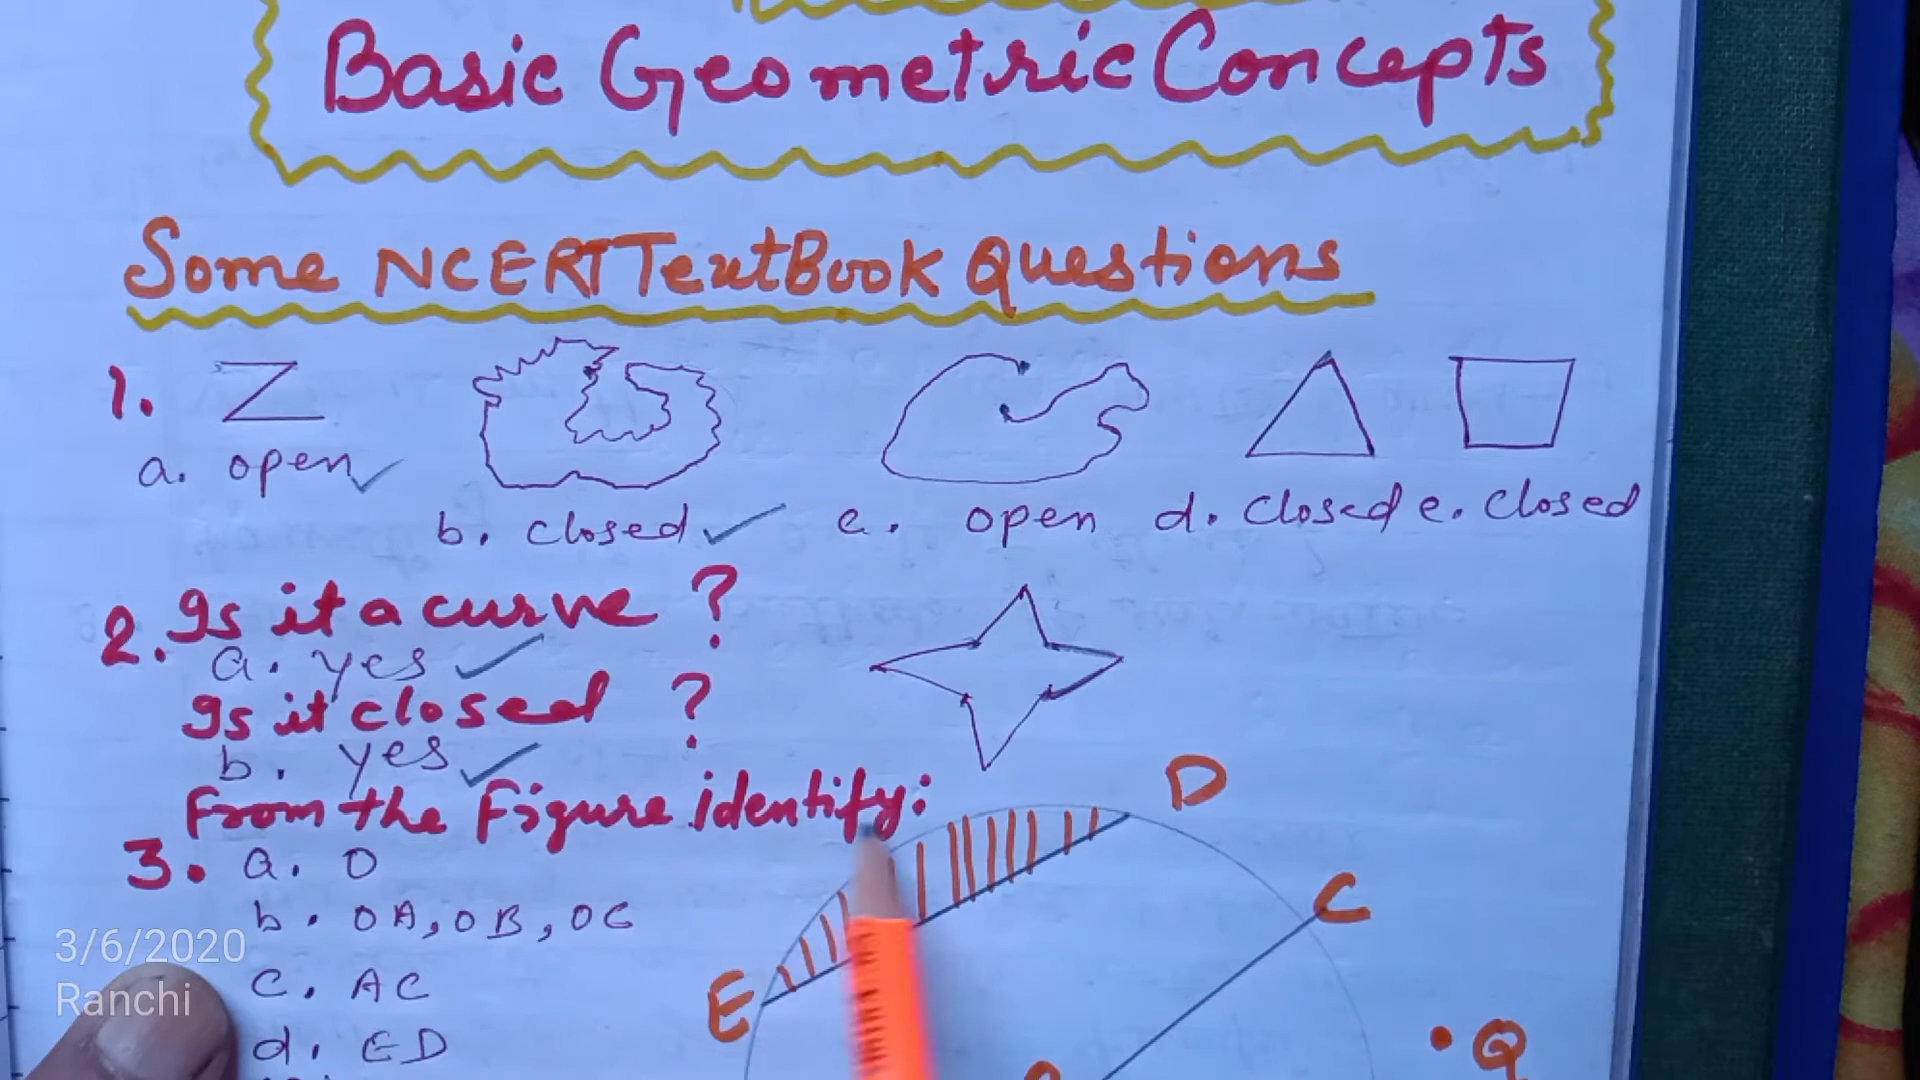 Basic Geometric Concepts
Some NCERT TextBook Questions
1.
a. open
b. closed
c. open
d. closed
e. closed
2. Is it a curve ?
a. yes
Is it closed ?
b. yes
From the Figure identify:
3. a. O
b. OA, OB, OC
c. AC
d. ED
D
C
E
Q
3/6/2020
Ranchi